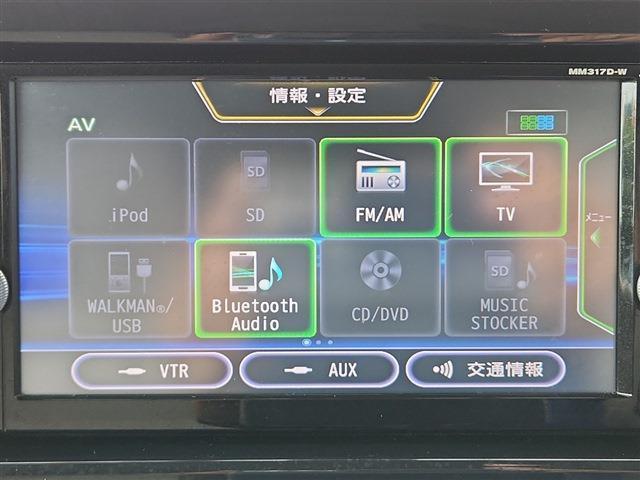 MM317D-W
情報・設定
AV
iPod
SD
SD
FM/AM
TV
メニュー
WALKMAN®/
USB
Bluetooth
Audio
CD/DVD
SD
MUSIC
STOCKER
VTR
AUX
交通情報